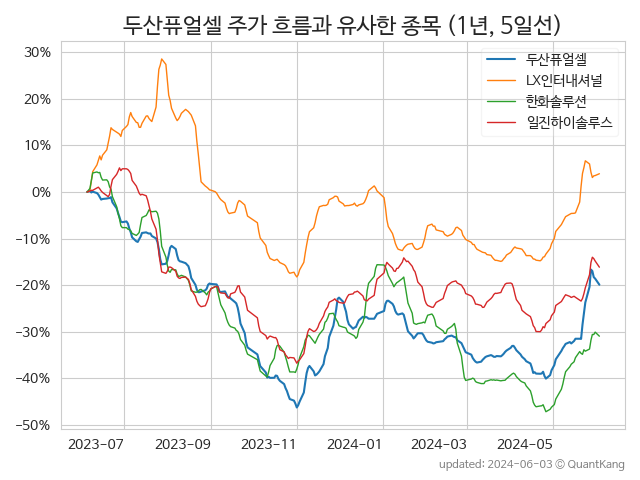 두산퓨얼셀 주가 흐름과 유사한 종목 (1년, 5일선)
두산퓨얼셀
LX인터내셔널
한화솔루션
일진하이솔루스
30%
20%
10%
0%
−10%
−20%
−30%
−40%
−50%
2023−07
2023−09
2023−11
2024−01
2024−03
2024−05
updated: 2024-06-03 ⓒ QuantKang